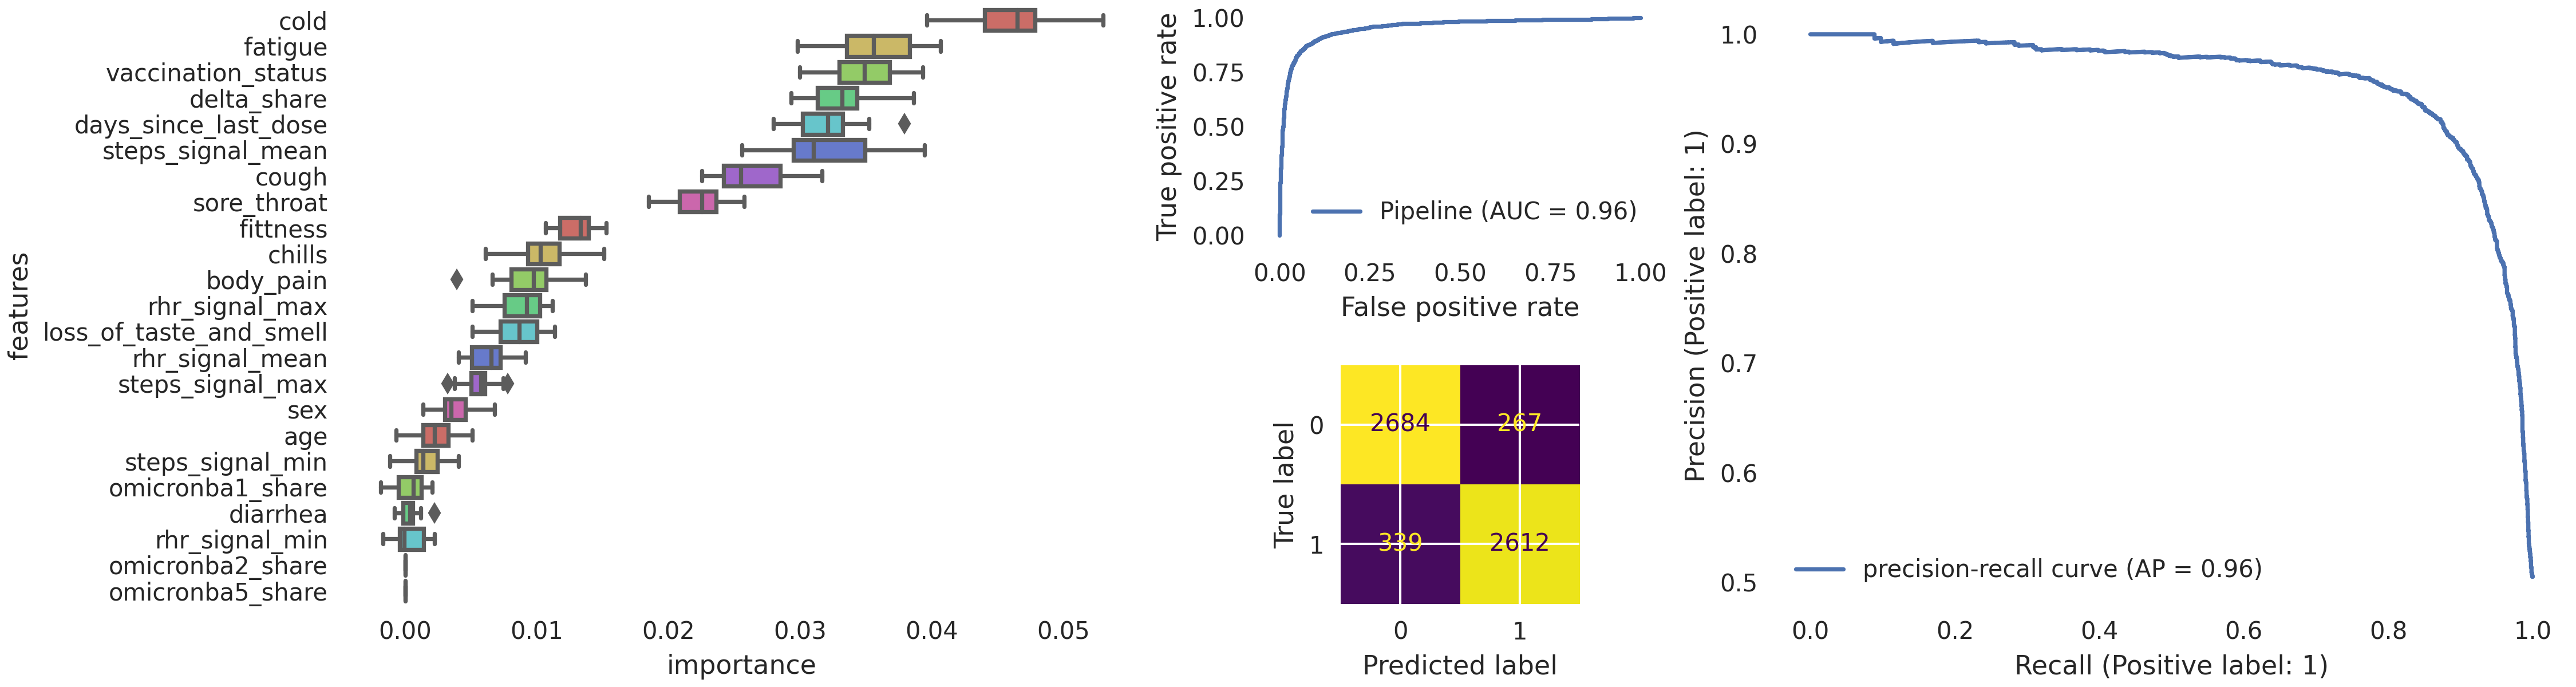 features
cold
fatigue
vaccination_status
delta_share
days_since_last_dose
steps_signal_mean
cough
sore_throat
fittness
chills
body_pain
rhr_signal_max
loss_of_taste_and_smell
rhr_signal_mean
steps_signal_max
sex
age
steps_signal_min
omicronba1_share
diarrhea
rhr_signal_min
omicronba2_share
omicronba5_share
0.00 0.01 0.02 0.03 0.04 0.05
importance
True positive rate
1.00
0.75
0.50
0.25
0.00
Pipeline (AUC = 0.96)
0.00 0.25 0.50 0.75 1.00
False positive rate
True label
0
1
2684 267
339 2612
0 1
Predicted label
Precision (Positive label: 1)
1.0
0.9
0.8
0.7
0.6
0.5
precision-recall curve (AP = 0.96)
0.0 0.2 0.4 0.6 0.8 1.0
Recall (Positive label: 1)